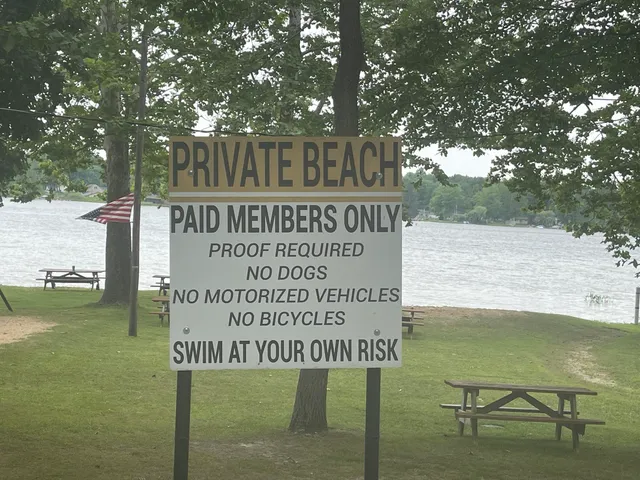 PRIVATE BEACH
PAID MEMBERS ONLY
PROOF REQUIRED
NO DOGS
NO MOTORIZED VEHICLES
NO BICYCLES
SWIM AT YOUR OWN RISK